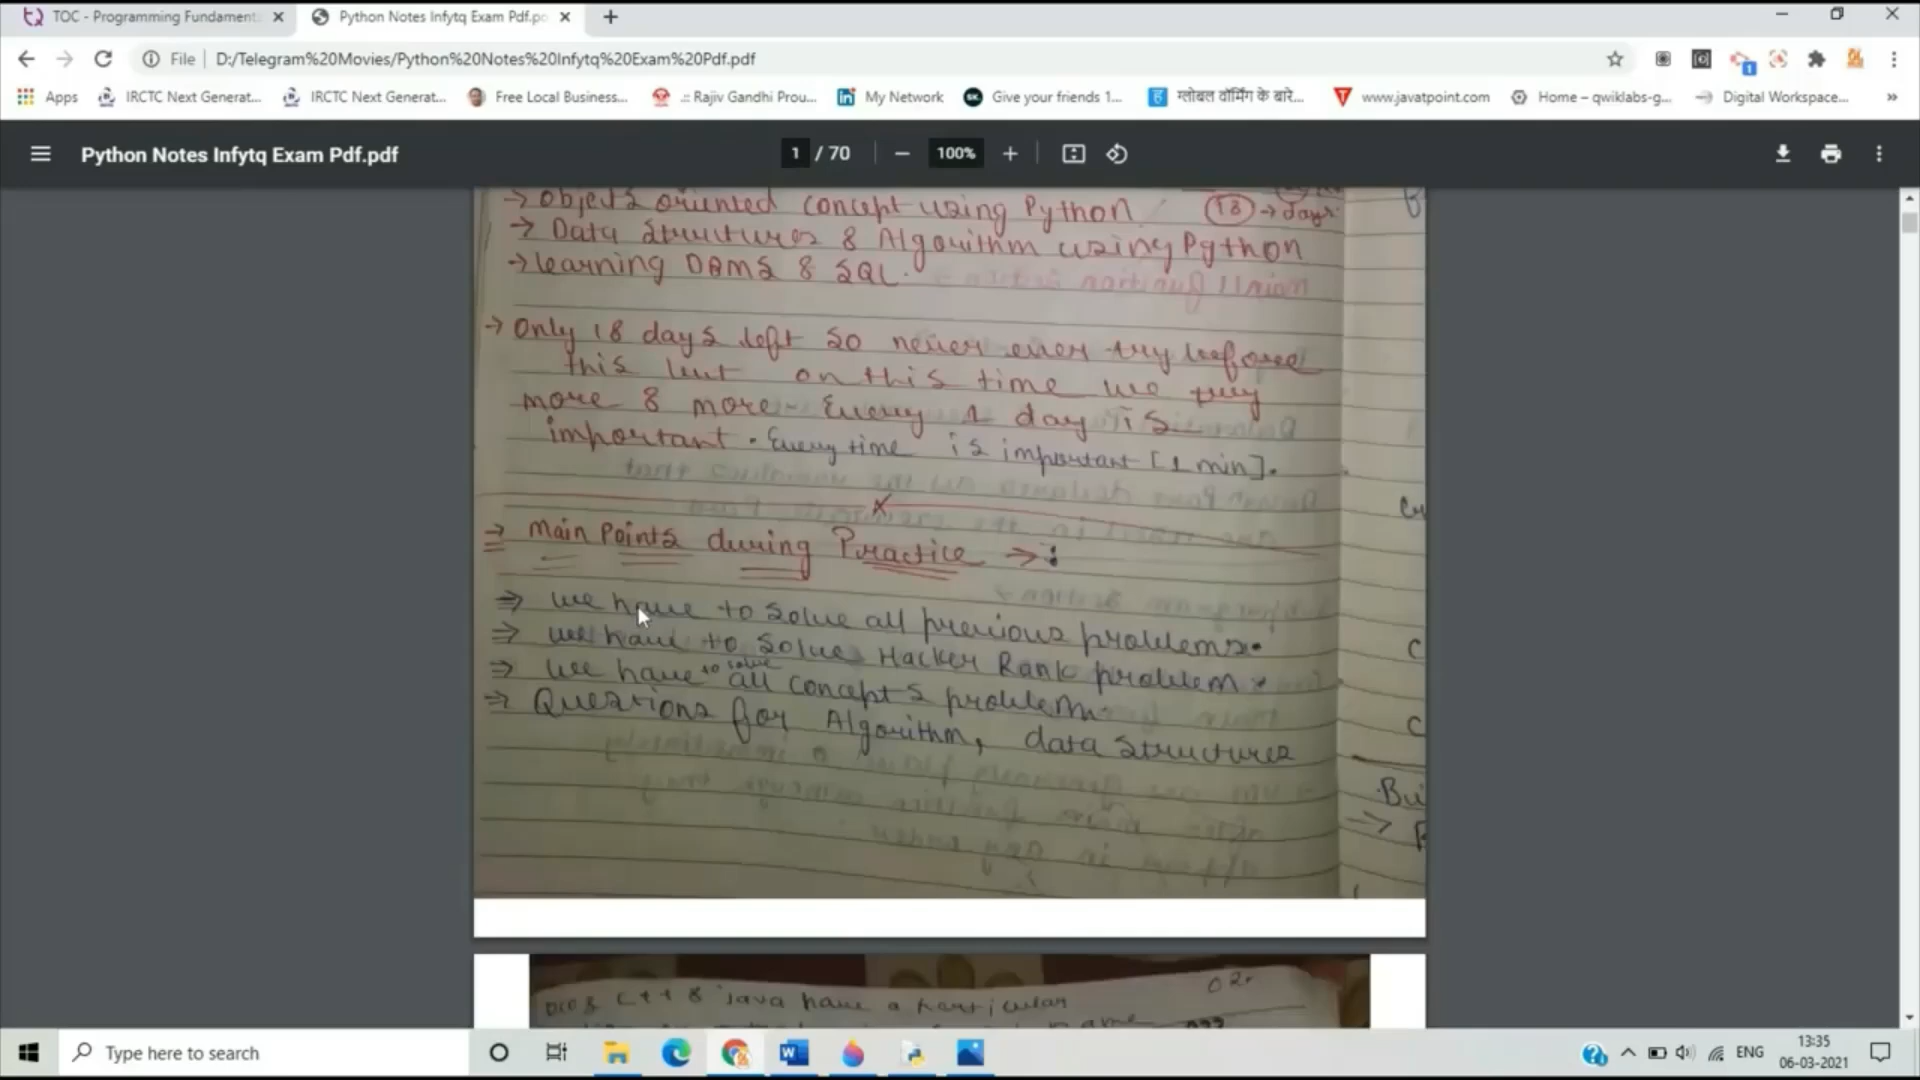 TOC - Programming Fundament
Python Notes Infytq Exam Pdf.po
File D:/Telegram%20Movies/Python%20Notes%20Infytq%20Exam%20Pdf.pdf
Apps IRCTC Next Generat... IRCTC Next Generat... Free Local Business... .:: Rajiv Gandhi Prou... My Network Give your friends 1... ग्लोबल वॉर्मिंग के बारे... www.javatpoint.com Home – qwiklabs-g... Digital Workspace... »
Python Notes Infytq Exam Pdf.pdf 1 / 70 100%
→ Objects oriented concept using Python 18 → days
→ Data Structures & Algorithm using Python
→ learning DBMS & SQL.
→ Only 18 days left so never ever try before
this but on this time we try
more & more. Every 1 day is
important. Every time is important [1 min].
⇒ Main Points during Practice →:
⇒ we have to solve all previous problems.
⇒ we have to solve Hacker Rank problem.
⇒ we have to solve all concepts problem.
⇒ Questions for Algorithm, data structures
02.
C++ & java have a particular
name
Type here to search
ENG
13:35
06-03-2021